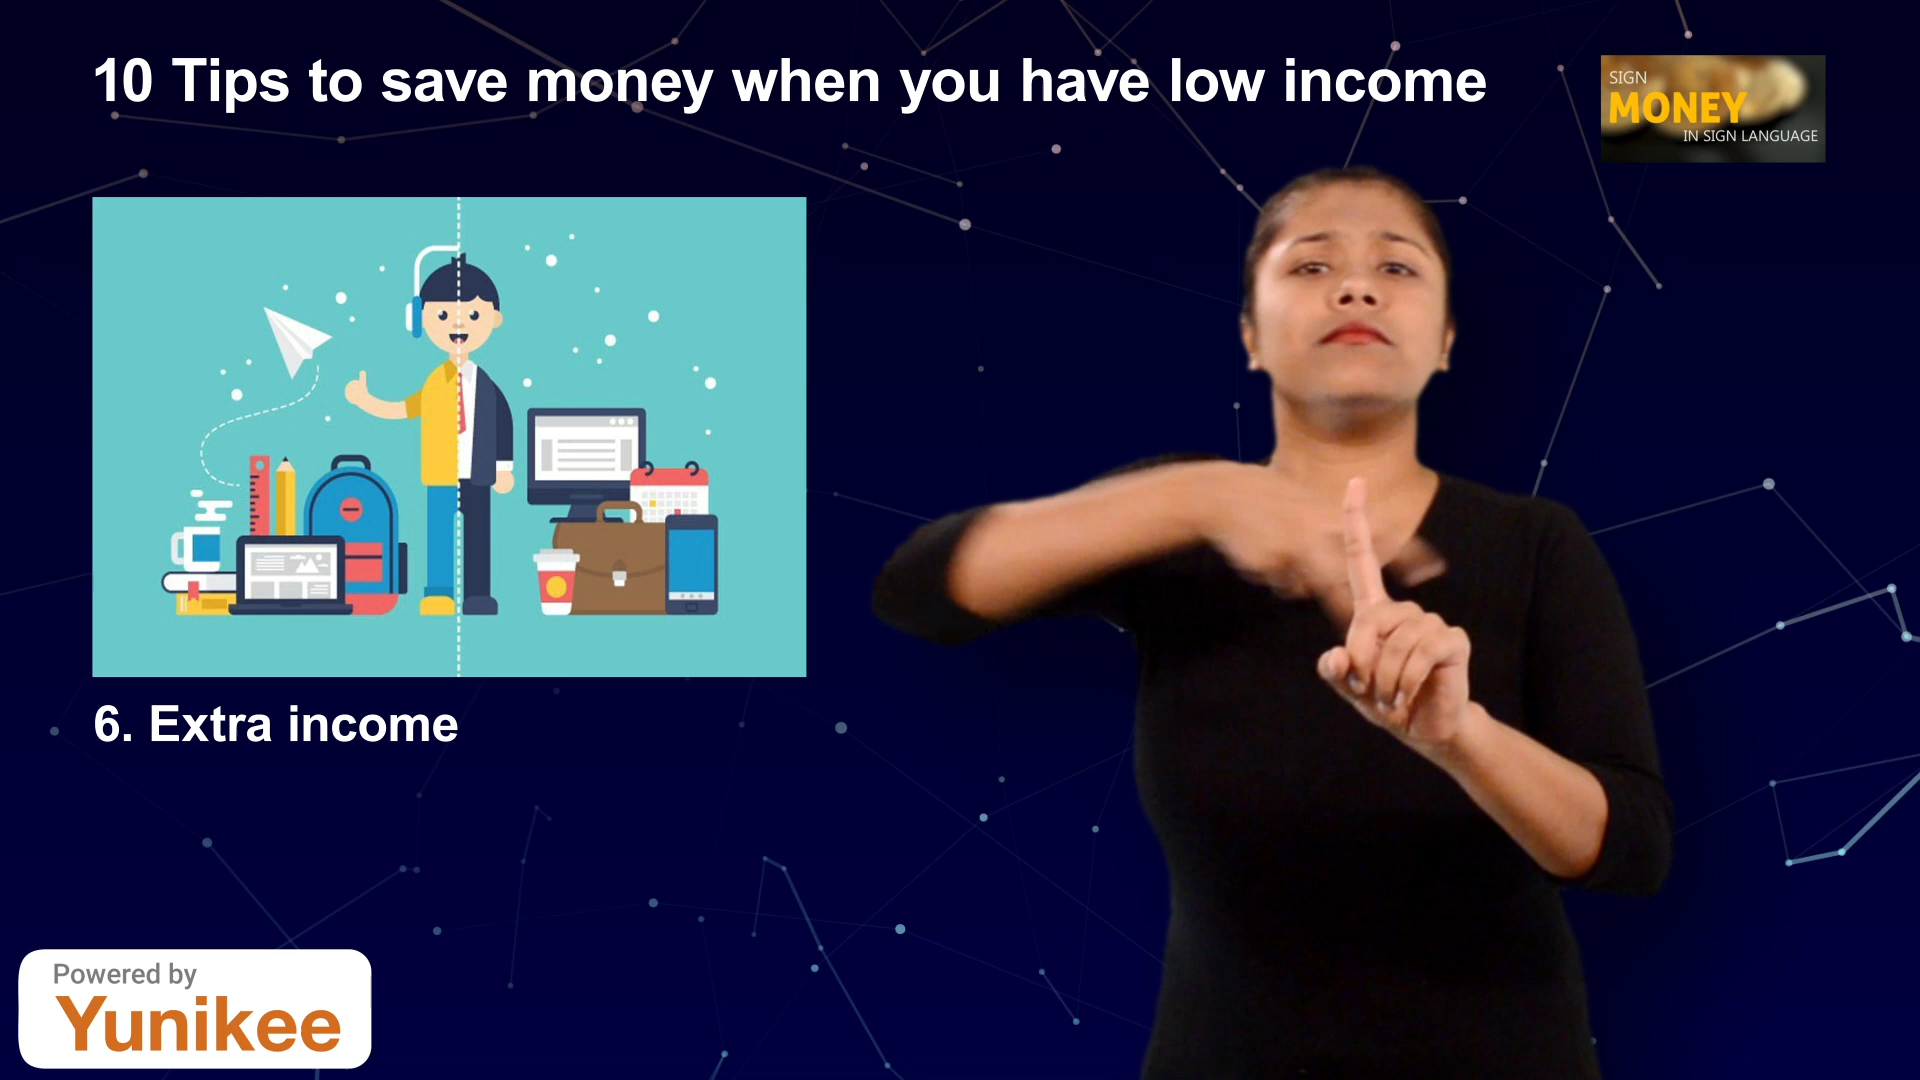 10 Tips to save money when you have low income
SIGN
MONEY
IN SIGN LANGUAGE
6. Extra income
Powered by
Yunikee